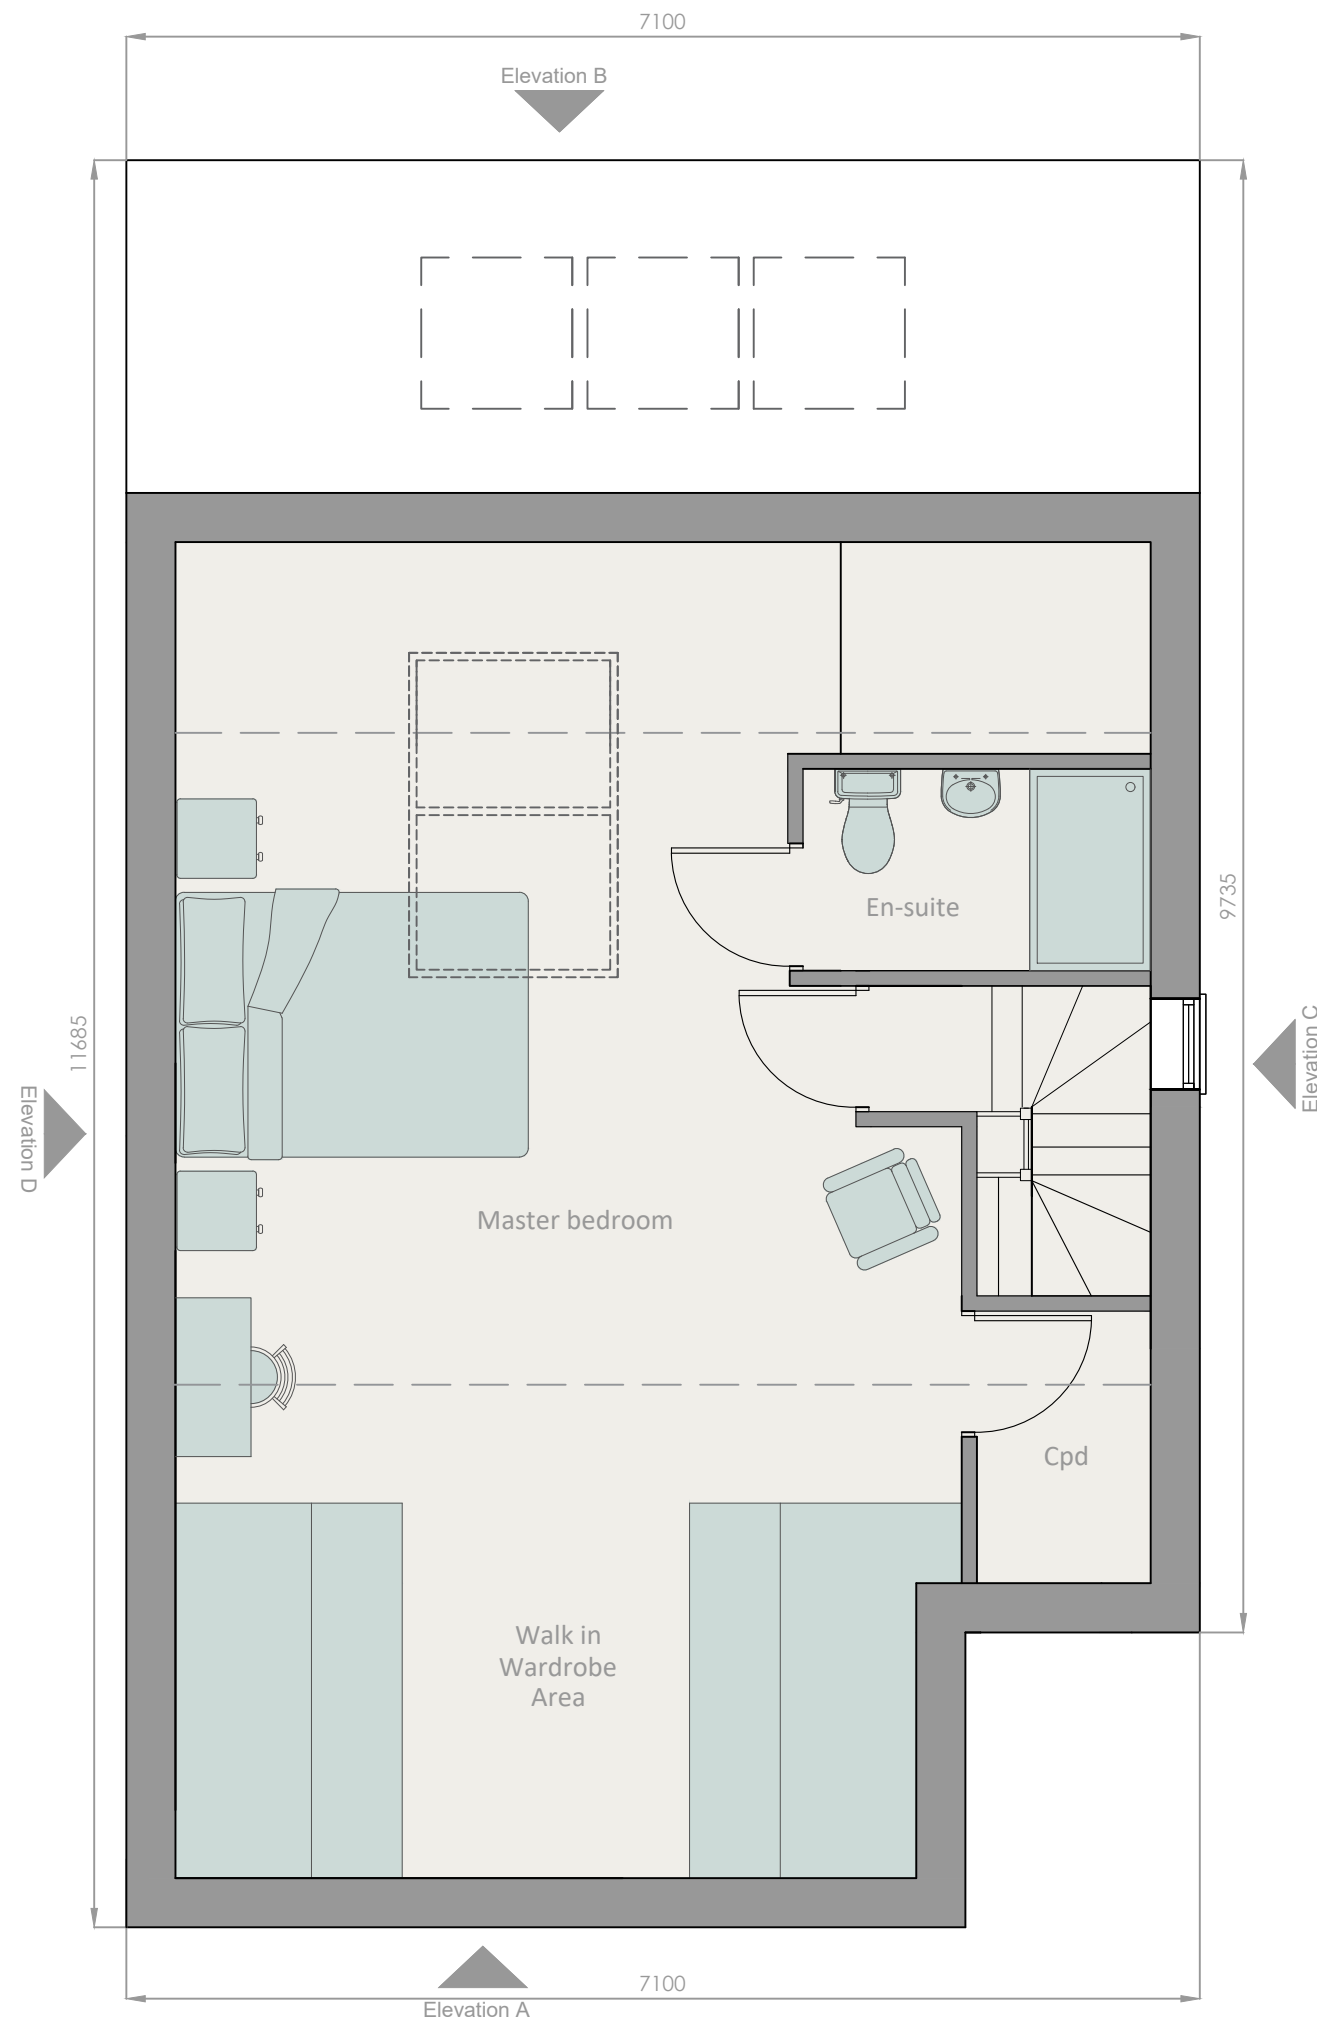 7100
Elevation B
En-suite
9735
11685
Elevation C
Elevation D
Master bedroom
Cpd
Walk in
Wardrobe
Area
7100
Elevation A